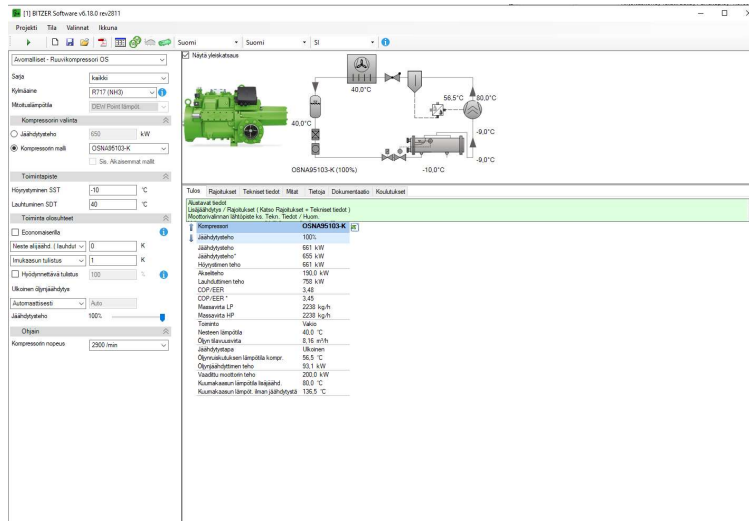 [1] BITZER Software v6.18.0 rev2811
Projekti Tila Valinnat Ikkuna
Suomi Suomi SI
Avomalliset - Ruuvikompressori OS
Sarja kaikki
Kylmäaine R717 (NH3)
Mitoituslämpötila DEW Point lämpöt.
Kompressorin valinta
Jäähdytysteho 650 kW
Kompressorin malli OSNA95103-K
Sis. Aikaisemmat mallit
Toimintapiste
Höyrystyminen SST -10 °C
Lauhtuminen SDT 40 °C
Toiminta olosuhteet
Economaiserilla
Neste alijäähd. ( lauhdut 0 K
Imukaasun tulistus 1 K
Hyödynnettävä tulistus 100 %
Ulkoinen öljynjäähdytys
Automaattisesti Auto
Jäähdytysteho 100%
Ohjain
Kompressorin nopeus 2900 /min
Näytä yleiskatsaus
40,0°C
56,5°C
80,0°C
40,0°C
-9,0°C
-9,0°C
OSNA95103-K (100%)
-10,0°C
Tulos Rajoitukset Tekniset tiedot Mitat Tietoja Dokumentaatio Koulutukset
Alustavat tiedot
Lisäjäähdytys / Rajoitukset ( Katso Rajoitukset + Tekniset tiedot )
Moottorivalinnan lähtöpiste ks. Tekn. Tiedot / Huom.
Kompressori OSNA95103-K
Jäähdytysteho 100%
Jäähdytysteho 661 kW
Jäähdytysteho* 655 kW
Höyrystimen teho 661 kW
Akseliteho 190,0 kW
Lauhduttimen teho 758 kW
COP/EER 3,48
COP/EER * 3,45
Massavirta LP 2238 kg/h
Massavirta HP 2238 kg/h
Toiminto Vakio
Nesteen lämpötila 40,0 °C
Öljyn tilavuusvirta 8,16 m³/h
Jäähdytystapa Ulkoinen
Öljynruiskutuksen lämpötila kompr. 56,5 °C
Öljynjäähdyttimen teho 93,1 kW
Vaadittu moottorin teho 200,0 kW
Kuumakaasun lämpötila lisäjäähd. 80,0 °C
Kuumakaasun lämpöt. ilman jäähdytystä 136,5 °C